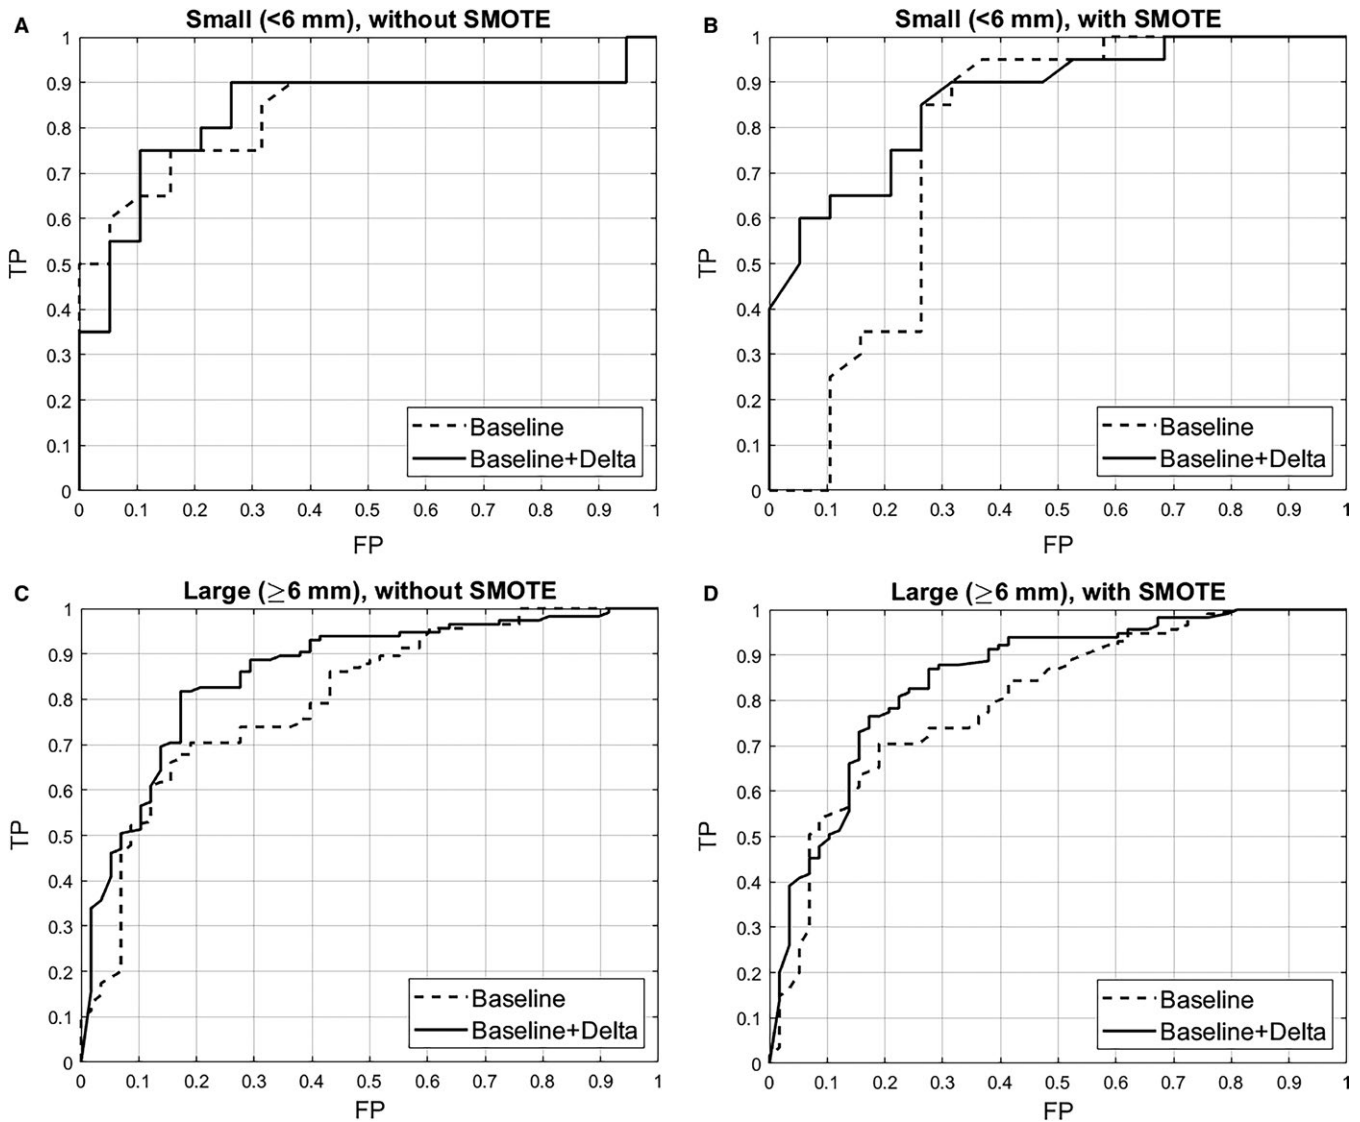 A
Small (<6 mm), without SMOTE
1
0.9
0.8
0.7
0.6
0.5
0.4
0.3
0.2
0.1
0
TP
0 0.1 0.2 0.3 0.4 0.5 0.6 0.7 0.8 0.9 1
FP
Baseline
Baseline+Delta
B
Small (<6 mm), with SMOTE
1
0.9
0.8
0.7
0.6
0.5
0.4
0.3
0.2
0.1
0
TP
0 0.1 0.2 0.3 0.4 0.5 0.6 0.7 0.8 0.9 1
FP
Baseline
Baseline+Delta
C
Large (≥6 mm), without SMOTE
1
0.9
0.8
0.7
0.6
0.5
0.4
0.3
0.2
0.1
0
TP
0 0.1 0.2 0.3 0.4 0.5 0.6 0.7 0.8 0.9 1
FP
Baseline
Baseline+Delta
D
Large (≥6 mm), with SMOTE
1
0.9
0.8
0.7
0.6
0.5
0.4
0.3
0.2
0.1
0
TP
0 0.1 0.2 0.3 0.4 0.5 0.6 0.7 0.8 0.9 1
FP
Baseline
Baseline+Delta